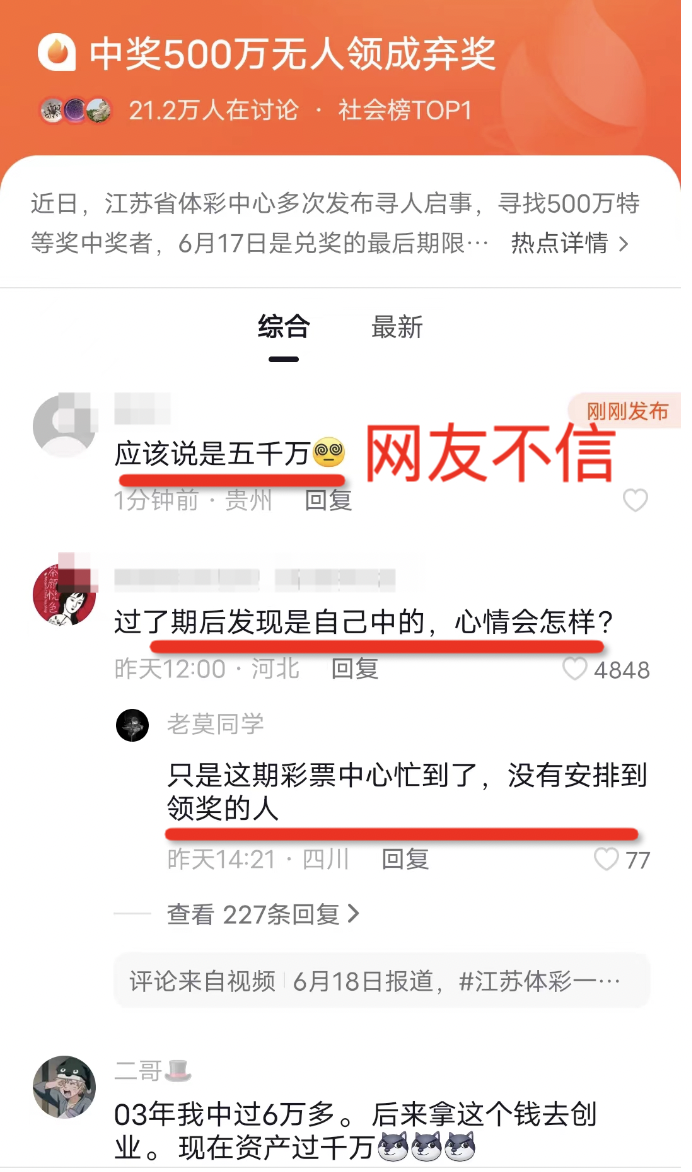 中奖500万无人领成弃奖
21.2万人在讨论 · 社会榜TOP1
近日，江苏省体彩中心多次发布寻人启事，寻找500万特
等奖中奖者，6月17日是兑奖的最后期限… 热点详情 >
综合 最新
刚刚发布
应该说是五千万 网友不信
1分钟前 · 贵州 回复
过了期后发现是自己中的，心情会怎样?
昨天12:00 · 河北 回复 4848
老莫同学
只是这期彩票中心忙到了，没有安排到
领奖的人
昨天14:21 · 四川 回复 77
查看 227条回复 >
评论来自视频 | 6月18日报道，#江苏体彩一…
二哥
03年我中过6万多。后来拿这个钱去创
业。现在资产过千万